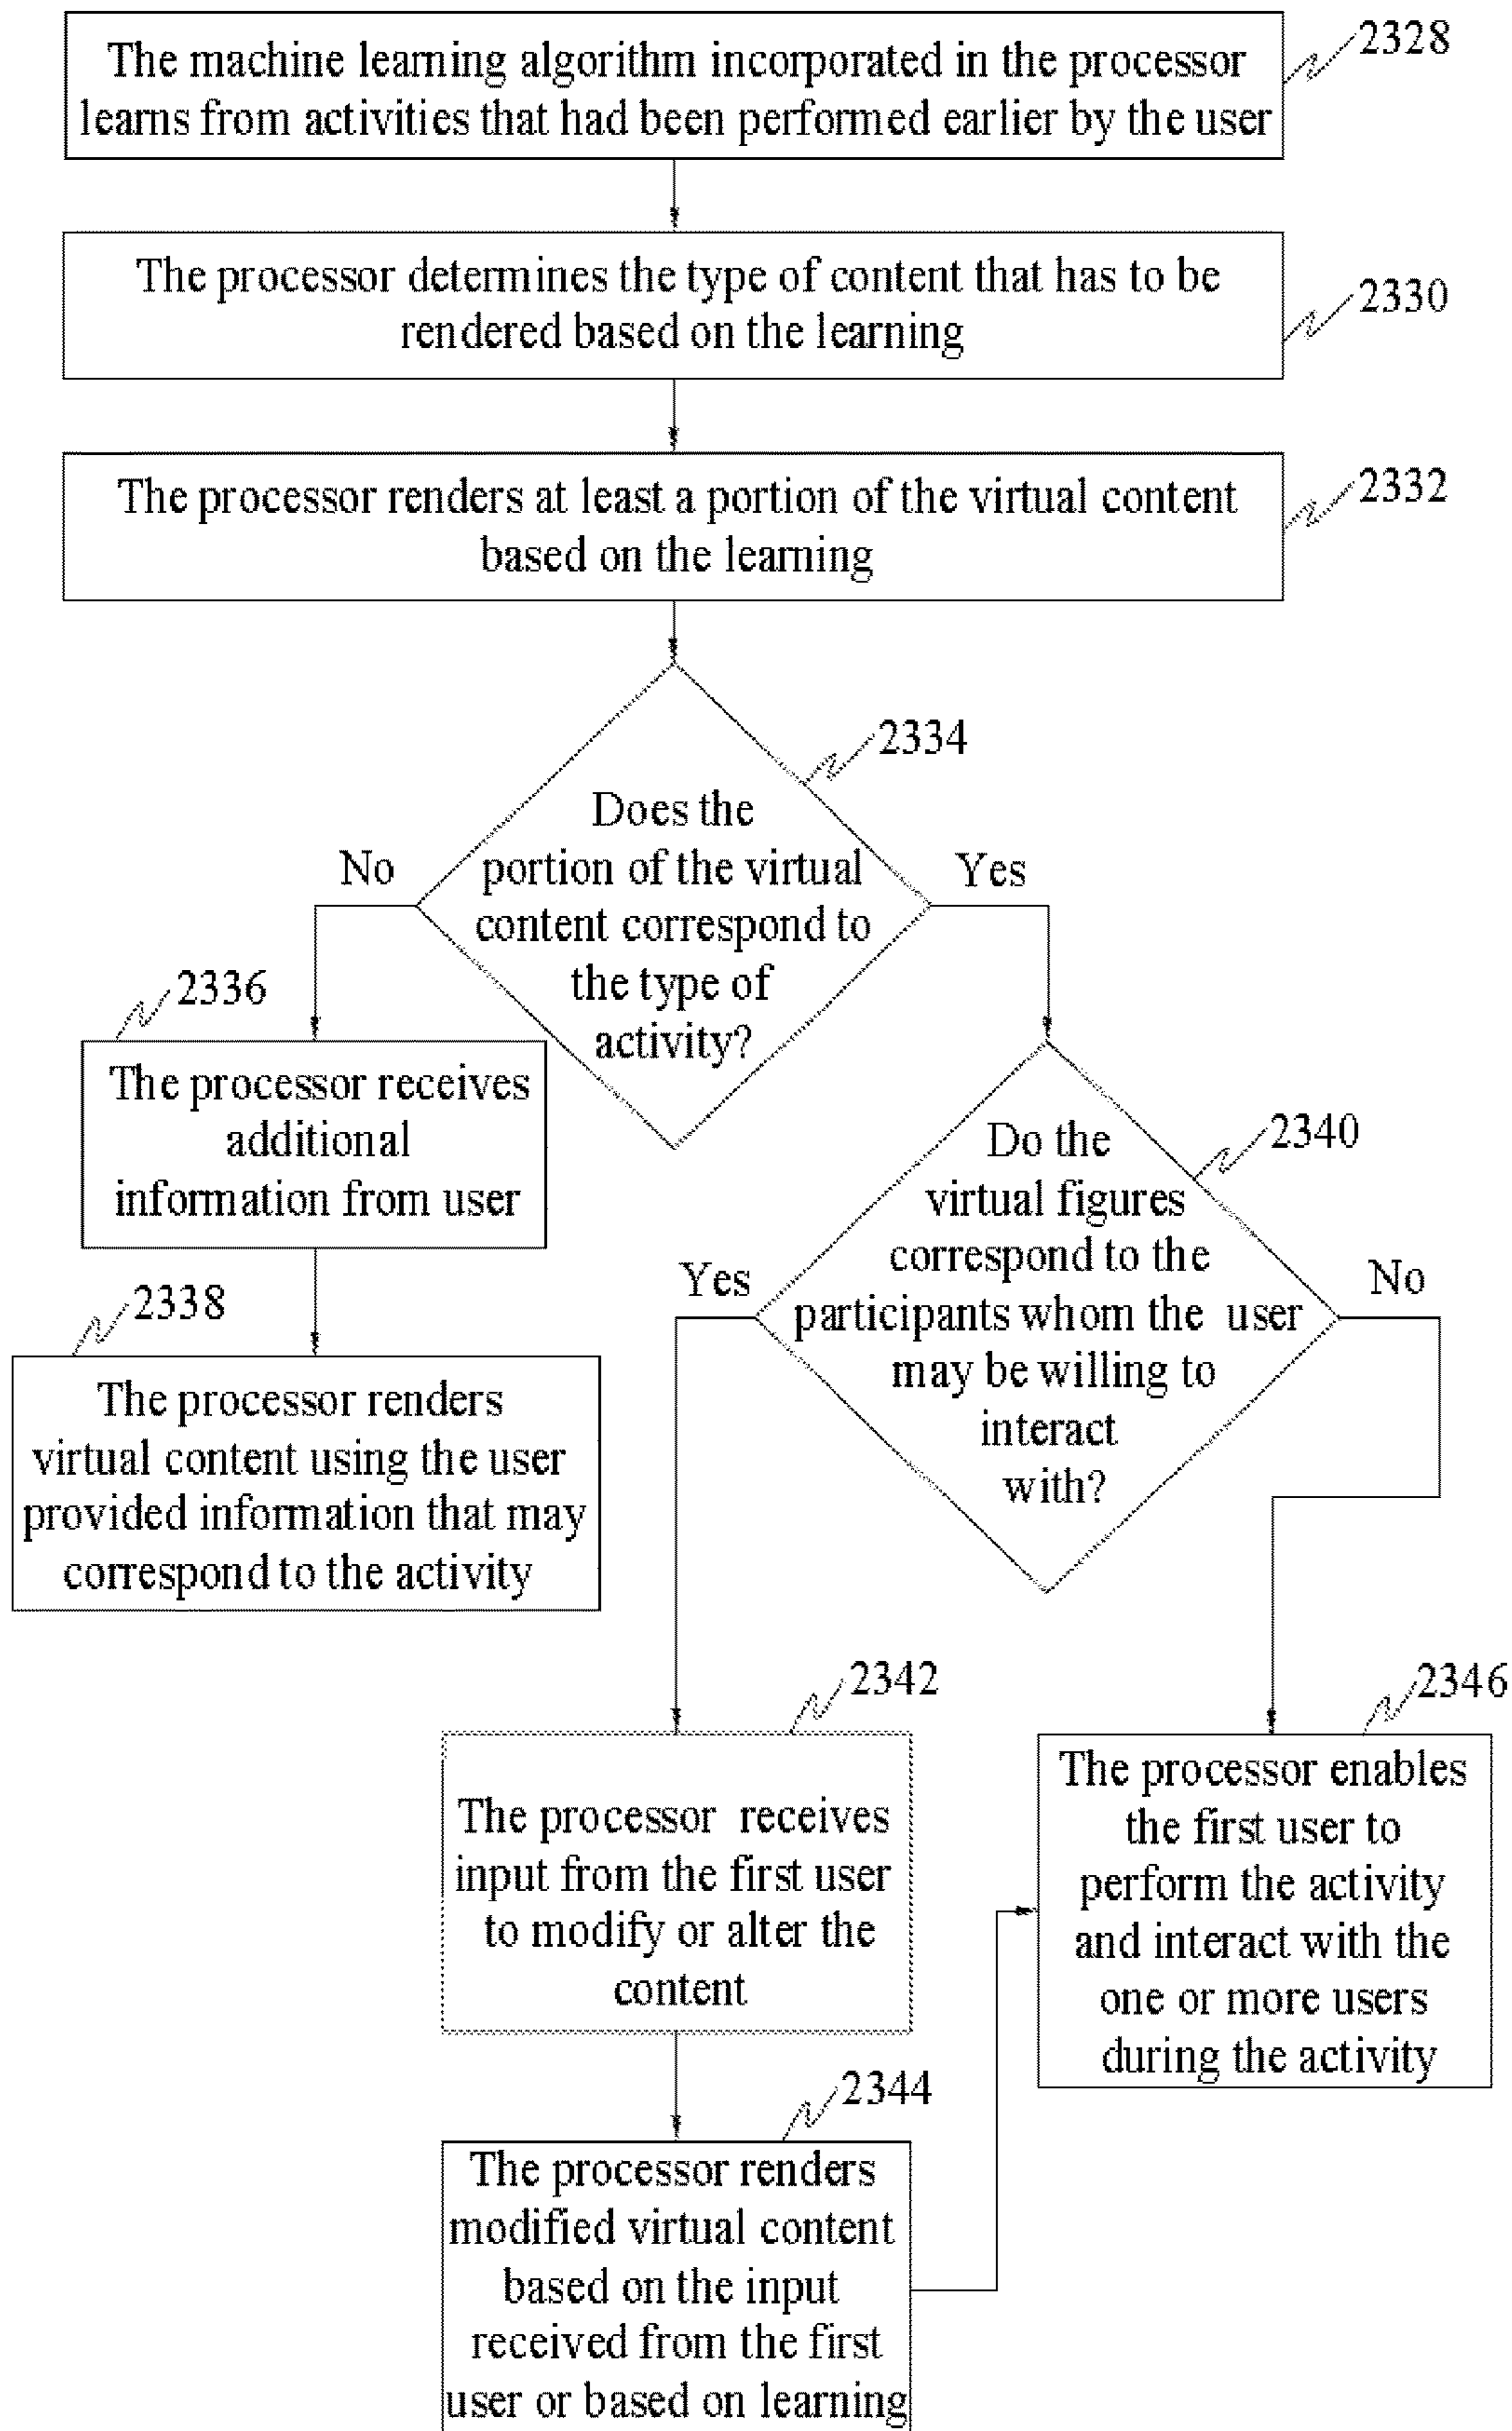 The machine learning algorithm incorporated in the processor
learns from activities that had been performed earlier by the user
2328
The processor determines the type of content that has to be
rendered based on the learning
2330
The processor renders at least a portion of the virtual content
based on the learning
2332
2334
Does the
portion of the virtual
content correspond to
the type of
activity?
No
Yes
2336
The processor receives
additional
information from user
2338
The processor renders
virtual content using the user
provided information that may
correspond to the activity
2340
Do the
virtual figures
correspond to the
participants whom the user
may be willing to
interact
with?
Yes
No
2342
The processor receives
input from the first user
to modify or alter the
content
2344
The processor renders
modified virtual content
based on the input
received from the first
user or based on learning
2346
The processor enables
the first user to
perform the activity
and interact with the
one or more users
during the activity